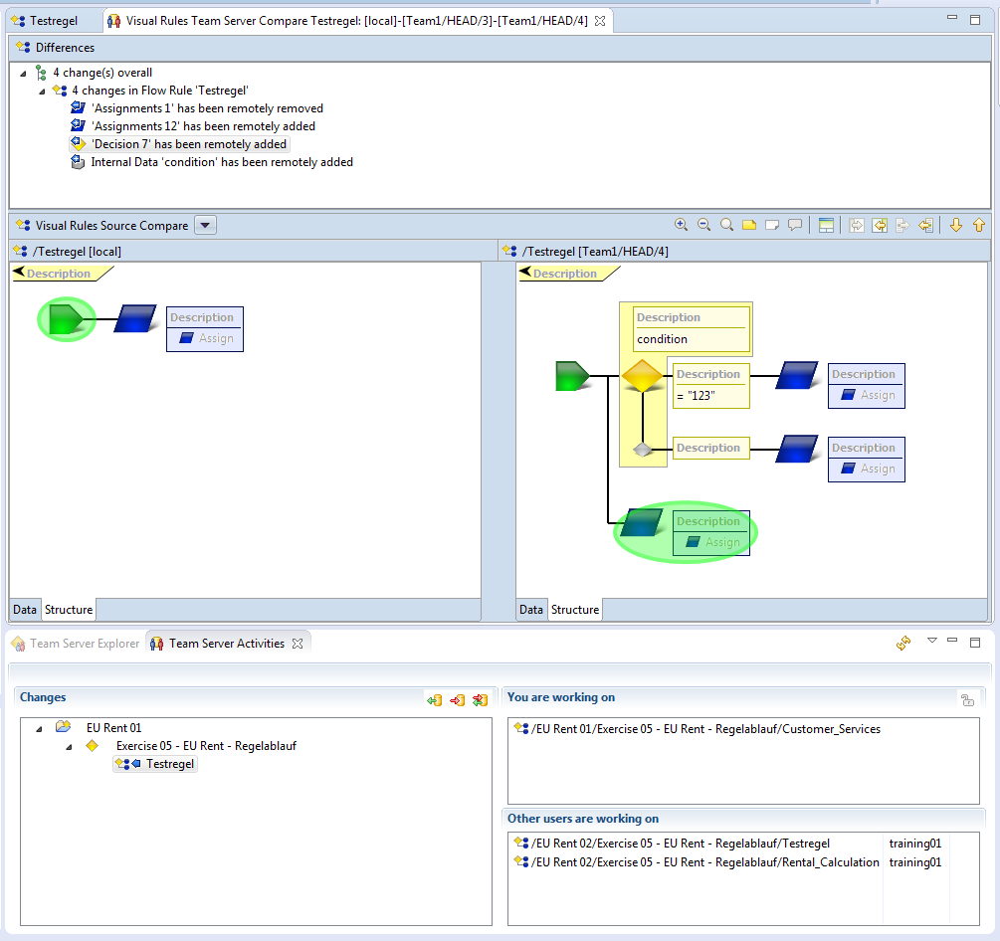 Testregel
Visual Rules Team Server Compare Testregel: [local]-[Team1/HEAD/3]-[Team1/HEAD/4]
Differences
4 change(s) overall
4 changes in Flow Rule 'Testregel'
'Assignments 1' has been remotely removed
'Assignments 12' has been remotely added
'Decision 7' has been remotely added
Internal Data 'condition' has been remotely added
Visual Rules Source Compare
/Testregel [local]
/Testregel [Team1/HEAD/4]
Description
Description
Assign
Data Structure
Description
Description
condition
Description
= "123"
Description
Assign
Description
Description
Assign
Description
Assign
Data Structure
Team Server Explorer
Team Server Activities
Changes
EU Rent 01
Exercise 05 - EU Rent - Regelablauf
Testregel
You are working on
/EU Rent 01/Exercise 05 - EU Rent - Regelablauf/Customer_Services
Other users are working on
/EU Rent 02/Exercise 05 - EU Rent - Regelablauf/Testregel training01
/EU Rent 02/Exercise 05 - EU Rent - Regelablauf/Rental_Calculation training01